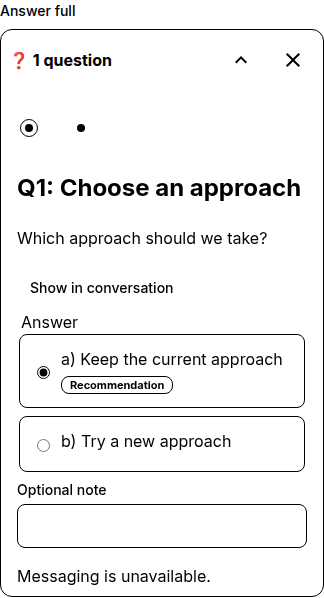 Answer full
❓ 1 question
Q1: Choose an approach
Which approach should we take?
Show in conversation
Answer
a) Keep the current approach
Recommendation
b) Try a new approach
Optional note
Messaging is unavailable.